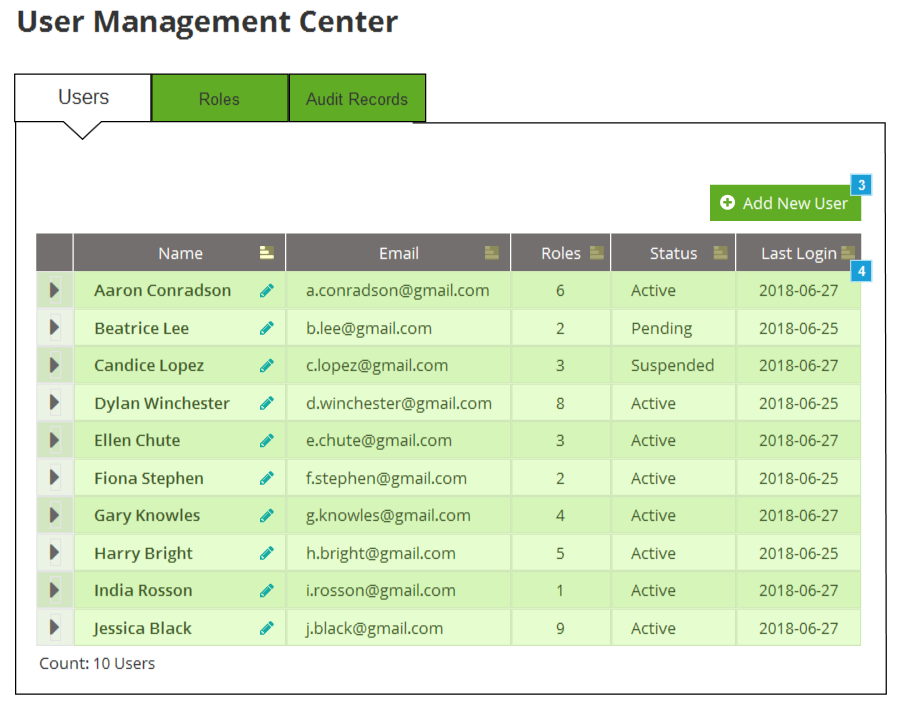 User Management Center
Users Roles Audit Records
3
Add New User
Name Email Roles Status Last Login
4
Aaron Conradson a.conradson@gmail.com 6 Active 2018-06-27
Beatrice Lee b.lee@gmail.com 2 Pending 2018-06-25
Candice Lopez c.lopez@gmail.com 3 Suspended 2018-06-27
Dylan Winchester d.winchester@gmail.com 8 Active 2018-06-25
Ellen Chute e.chute@gmail.com 3 Active 2018-06-27
Fiona Stephen f.stephen@gmail.com 2 Active 2018-06-25
Gary Knowles g.knowles@gmail.com 4 Active 2018-06-27
Harry Bright h.bright@gmail.com 5 Active 2018-06-25
India Rosson i.rosson@gmail.com 1 Active 2018-06-27
Jessica Black j.black@gmail.com 9 Active 2018-06-27
Count: 10 Users